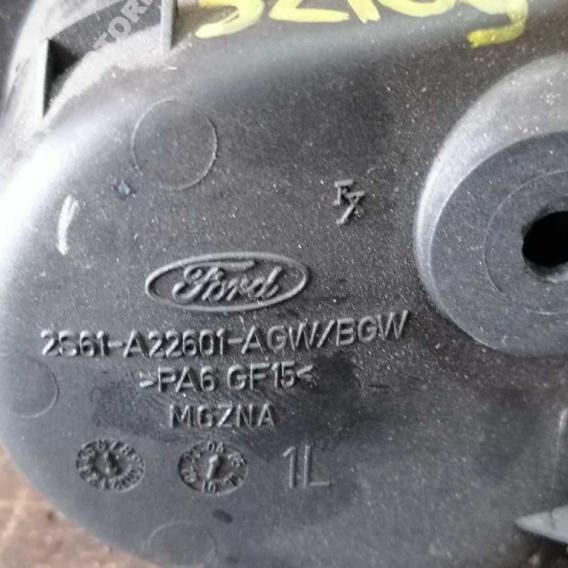 Ford
2S61-A22601-AGW/BGW
>PA6 GF15<
MGZNA
1L